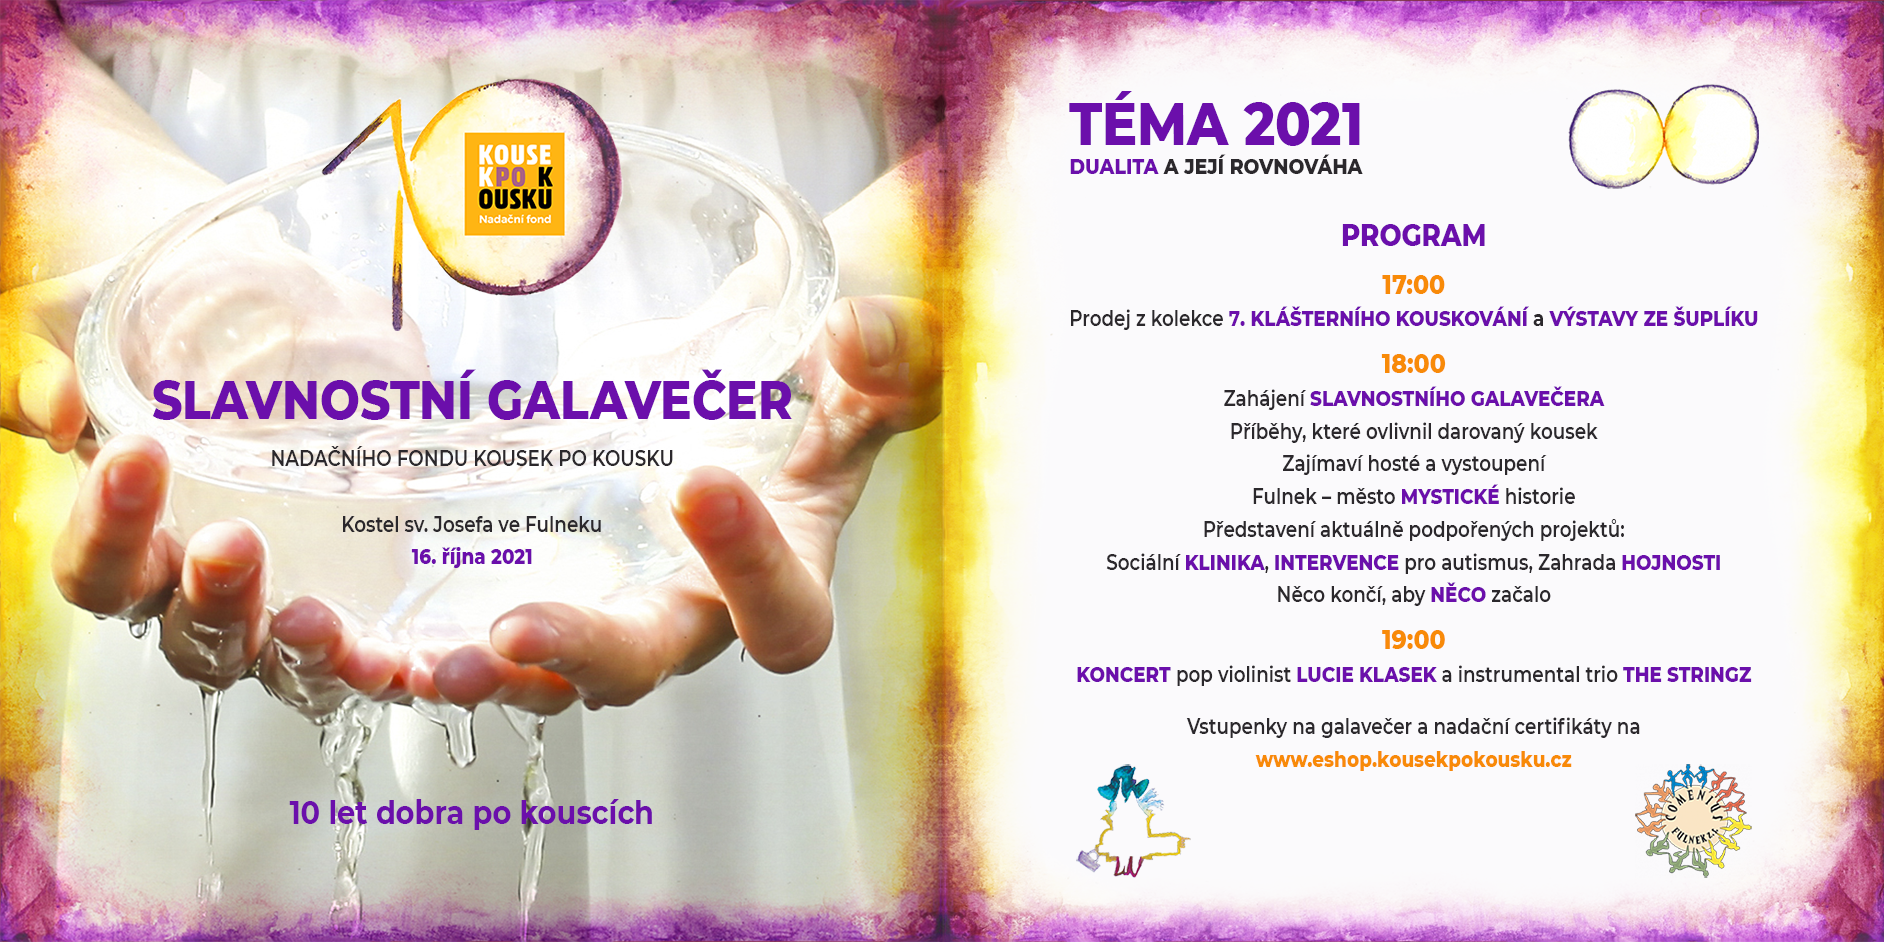 10
KOUSE
KPO K
OUSKU
Nadační fond
SLAVNOSTNÍ GALAVEČER
NADAČNÍHO FONDU KOUSEK PO KOUSKU
Kostel sv. Josefa ve Fulneku
16. října 2021
10 let dobra po kouscích
TÉMA 2021
DUALITA A JEJÍ ROVNOVÁHA
PROGRAM
17:00
Prodej z kolekce 7. KLÁŠTERNÍHO KOUSKOVÁNÍ a VÝSTAVY ZE ŠUPLÍKU
18:00
Zahájení SLAVNOSTNÍHO GALAVEČERA
Příběhy, které ovlivnil darovaný kousek
Zajímaví hosté a vystoupení
Fulnek – město MYSTICKÉ historie
Představení aktuálně podpořených projektů:
Sociální KLINIKA, INTERVENCE pro autismus, Zahrada HOJNOSTI
Něco končí, aby NĚCO začalo
19:00
KONCERT pop violinist LUCIE KLASEK a instrumental trio THE STRINGZ
Vstupenky na galavečer a nadační certifikáty na
www.eshop.kousekpokousku.cz
COMENIUS